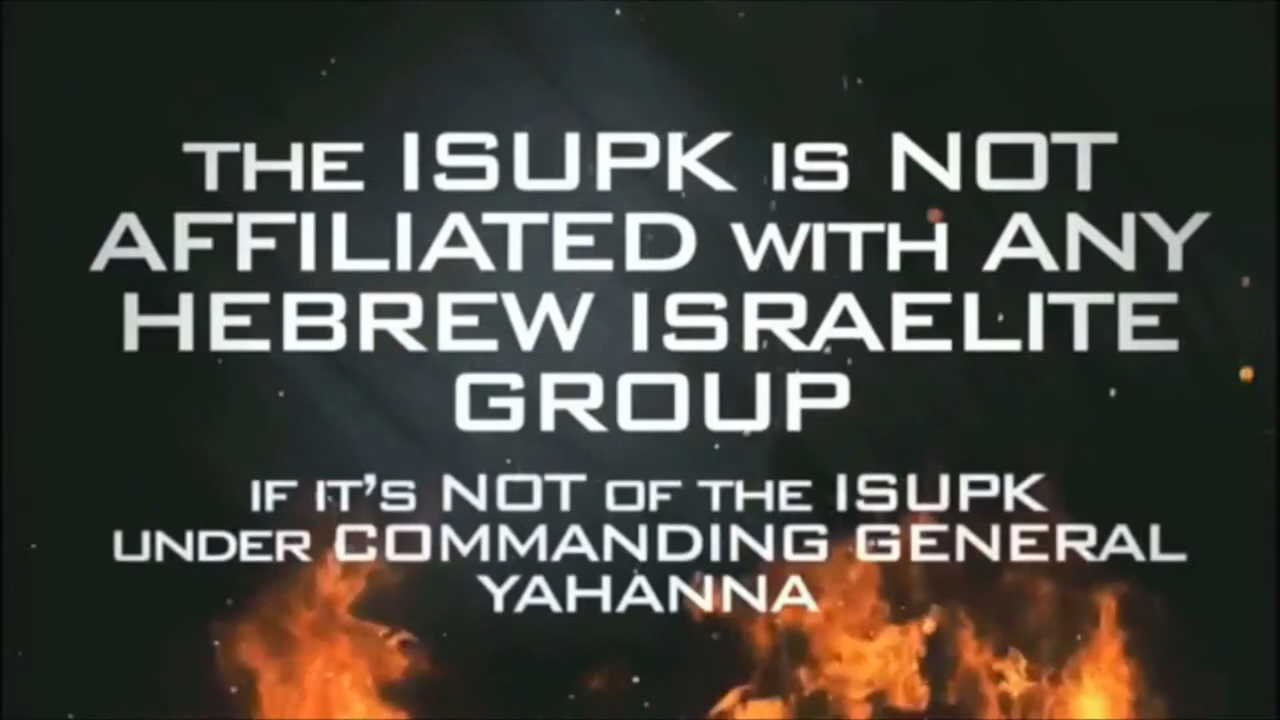 THE ISUPK IS NOT
AFFILIATED WITH ANY
HEBREW ISRAELITE
GROUP
IF IT'S NOT OF THE ISUPK
UNDER COMMANDING GENERAL
YAHANNA